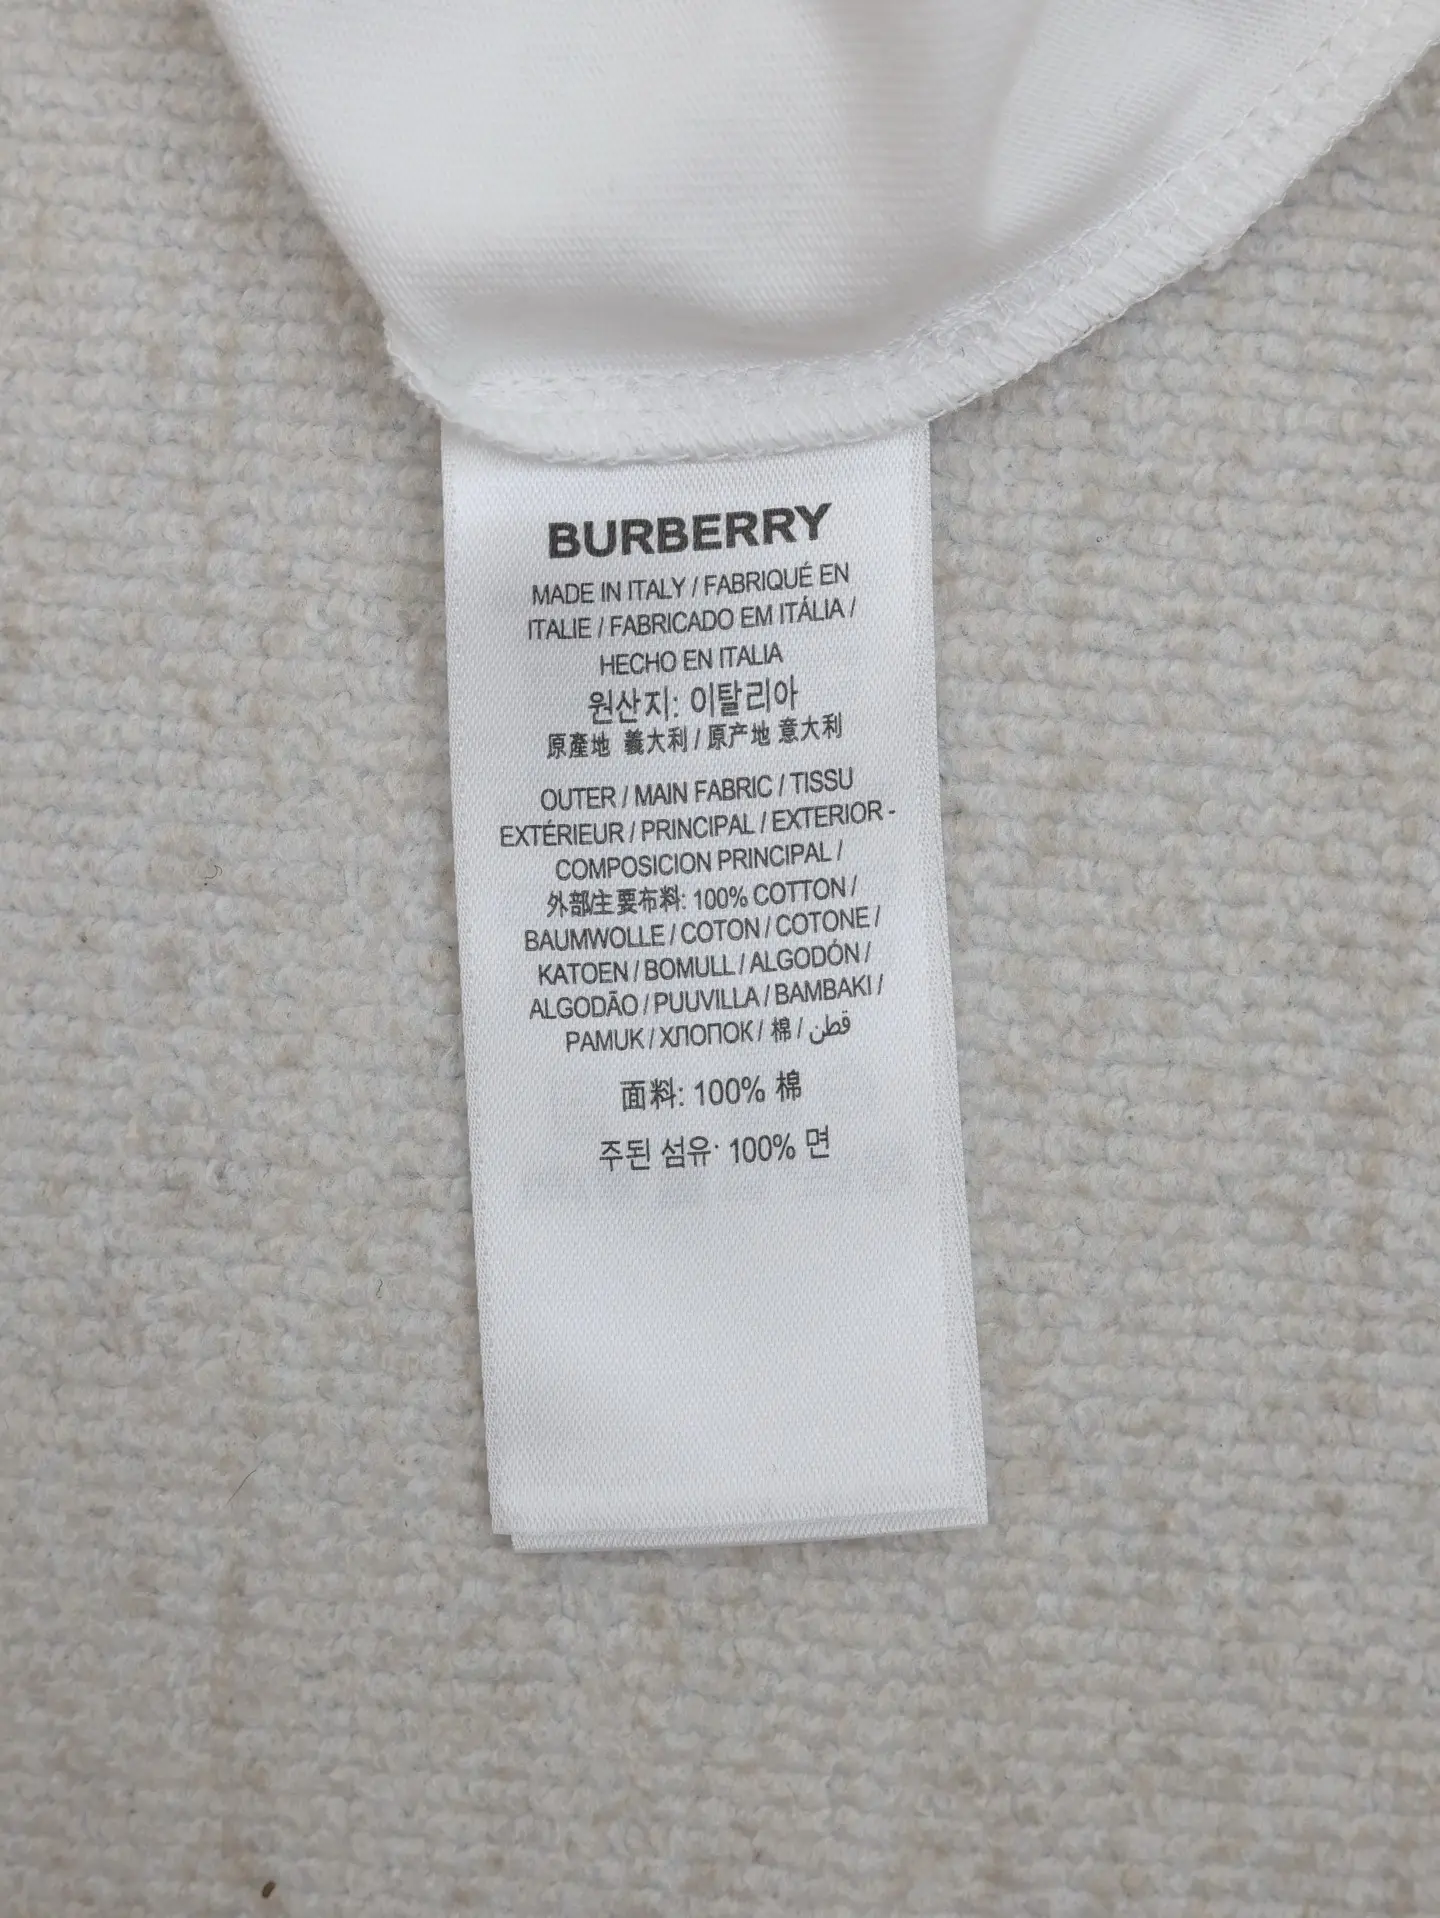 BURBERRY
MADE IN ITALY / FABRIQUÉ EN
ITALIE / FABRICADO EM ITÁLIA /
HECHO EN ITALIA
원산지: 이탈리아
原產地 義大利 / 原产地 意大利
OUTER / MAIN FABRIC / TISSU
EXTÉRIEUR / PRINCIPAL / EXTERIOR -
COMPOSICION PRINCIPAL /
外部/主要布料: 100% COTTON /
BAUMWOLLE / COTON / COTONE /
KATOEN / BOMULL / ALGODÓN /
ALGODÃO / PUUVILLA / BAMBAKI /
PAMUK / ХЛОПОК / 棉 / قطن
面料: 100% 棉
주된 섬유: 100% 면